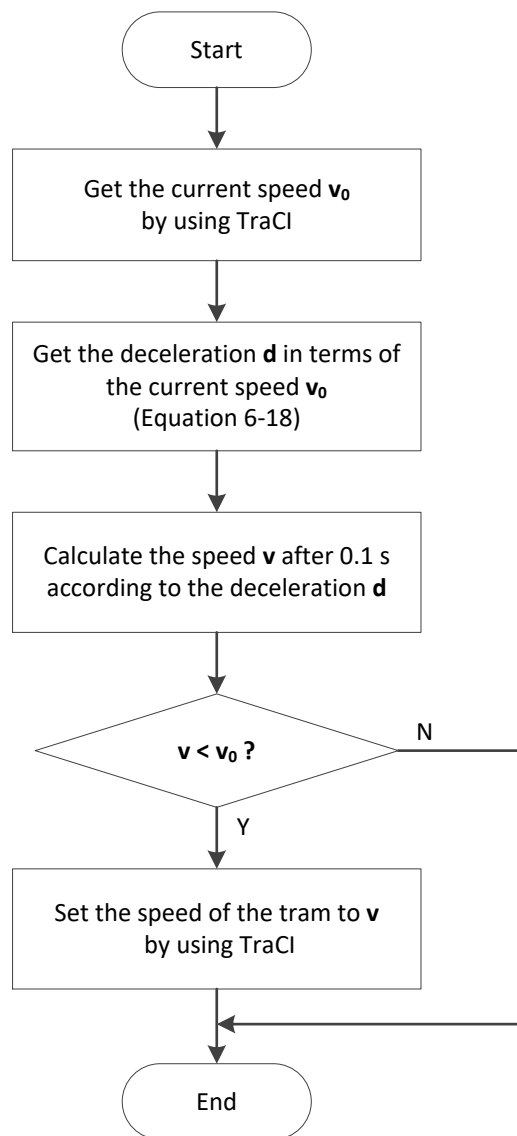 Start
Get the current speed v₀
by using TraCI
Get the deceleration d in terms of
the current speed v₀
(Equation 6-18)
Calculate the speed v after 0.1 s
according to the deceleration d
v < v₀ ?
N
Y
Set the speed of the tram to v
by using TraCI
End